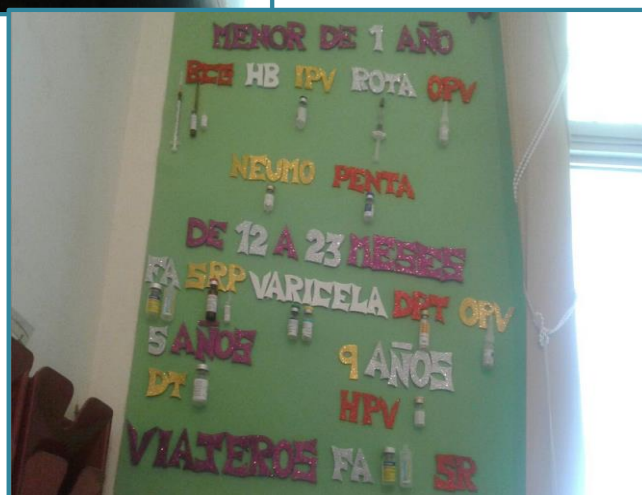 MENOR DE 1 AÑO
BCG HB IPV ROTA OPV
NEUMO PENTA
DE 12 A 23 MESES
FA SRP VARICELA DPT OPV
5 AÑOS 9 AÑOS
DT HPV
VIAJEROS FA SR